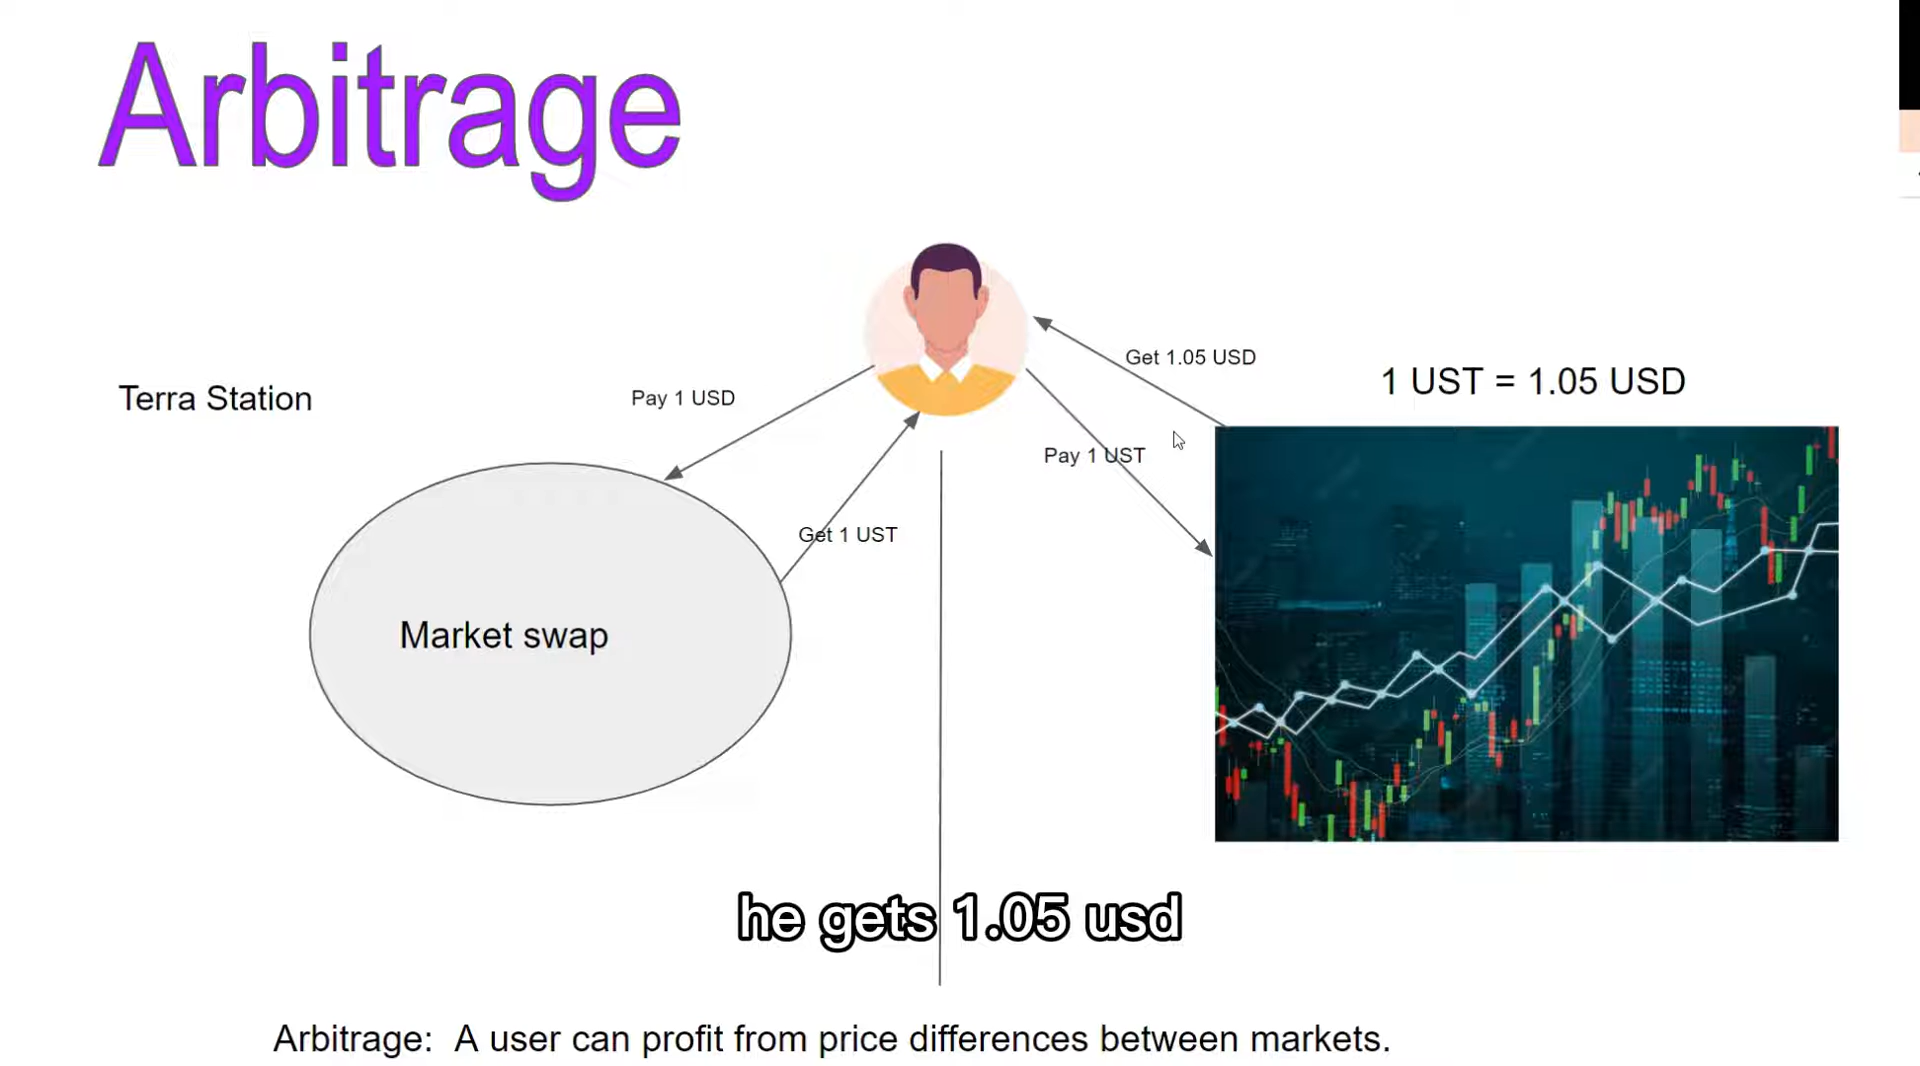 Arbitrage
Get 1.05 USD
1 UST = 1.05 USD
Terra Station
Pay 1 USD
Pay 1 UST
Get 1 UST
Market swap
he gets 1.05 usd
Arbitrage: A user can profit from price differences between markets.